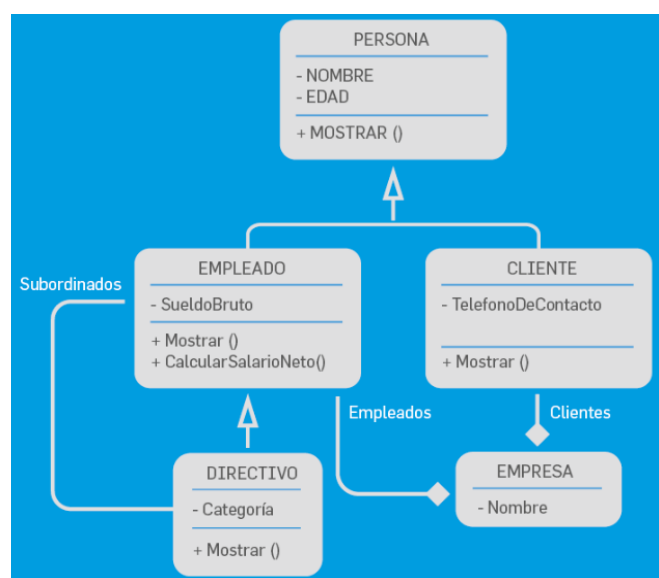 PERSONA
- NOMBRE
- EDAD
+ MOSTRAR ()
EMPLEADO
- SueldoBruto
+ Mostrar ()
+ CalcularSalarioNeto()
CLIENTE
- TelefonoDeContacto
+ Mostrar ()
Subordinados
Empleados
Clientes
DIRECTIVO
- Categoría
+ Mostrar ()
EMPRESA
- Nombre